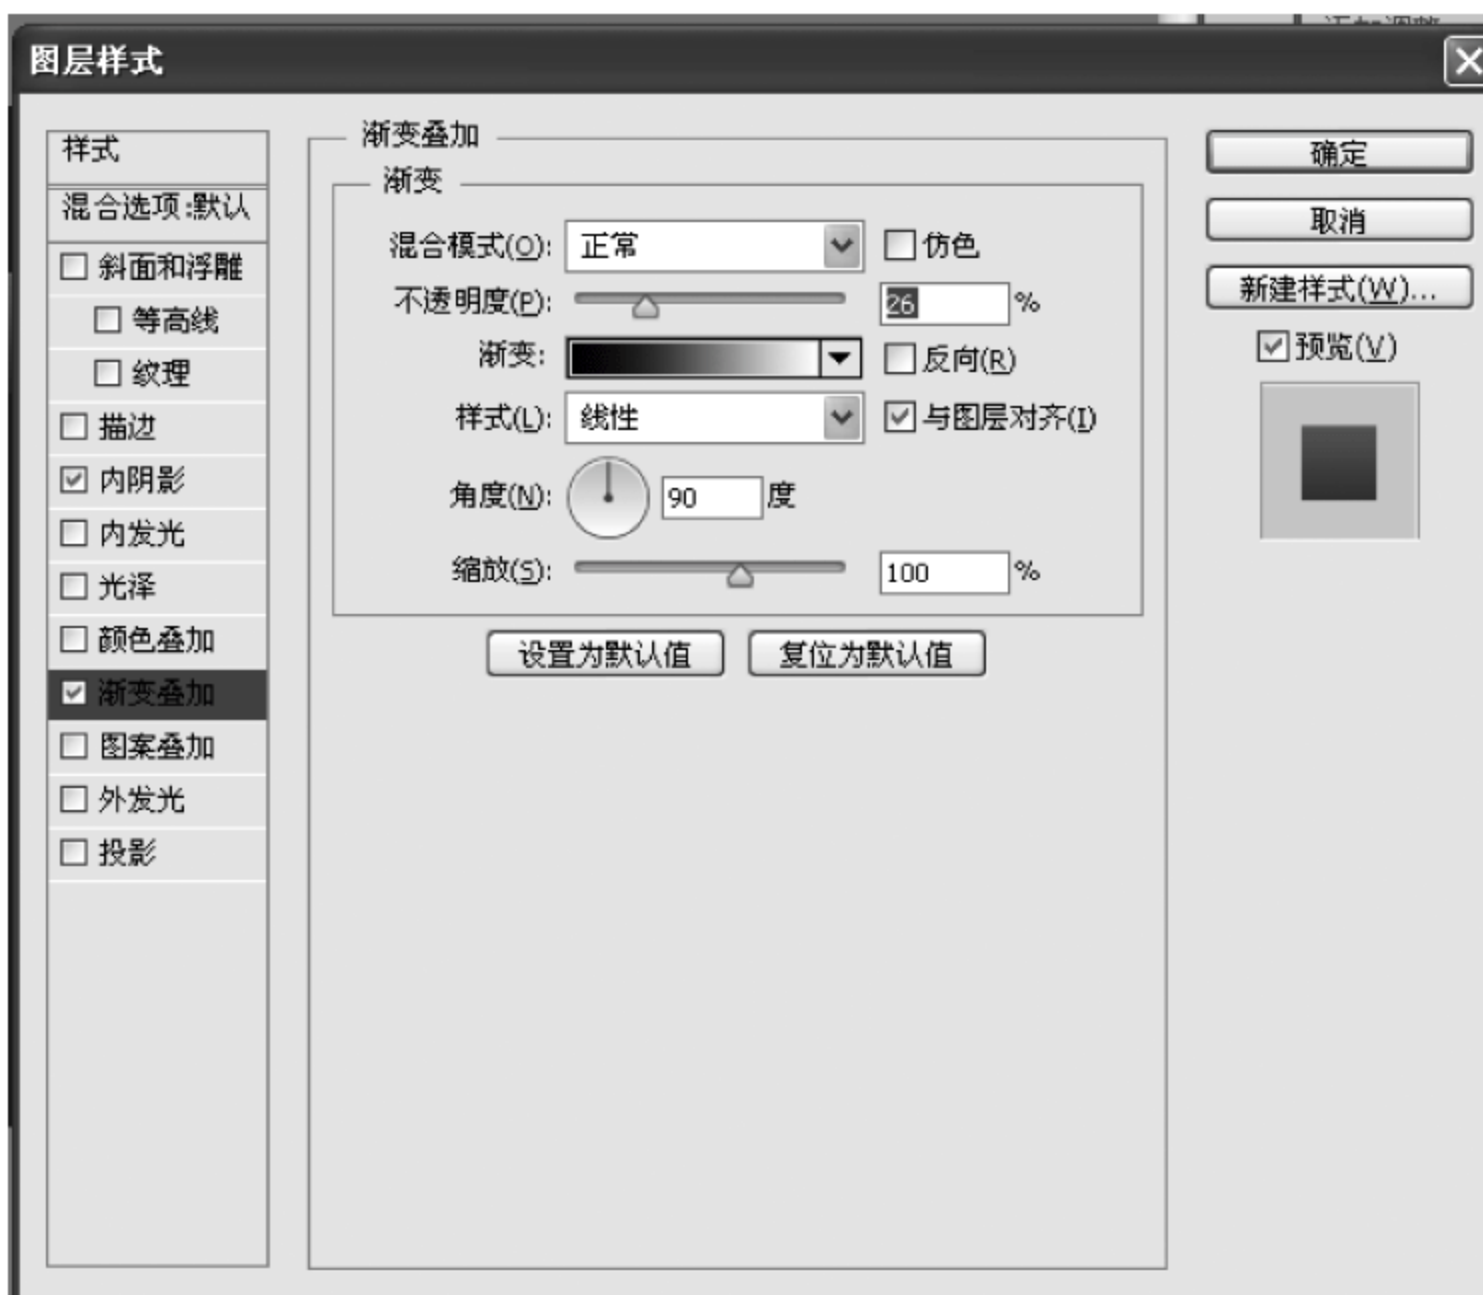 图层样式
样式
混合选项:默认
斜面和浮雕
等高线
纹理
描边
内阴影
内发光
光泽
颜色叠加
渐变叠加
图案叠加
外发光
投影
渐变叠加
渐变
混合模式(O): 正常 仿色
不透明度(P): 26 %
渐变: 反向(R)
样式(L): 线性 与图层对齐(I)
角度(N): 90 度
缩放(S): 100 %
设置为默认值 复位为默认值
确定
取消
新建样式(W)...
预览(V)